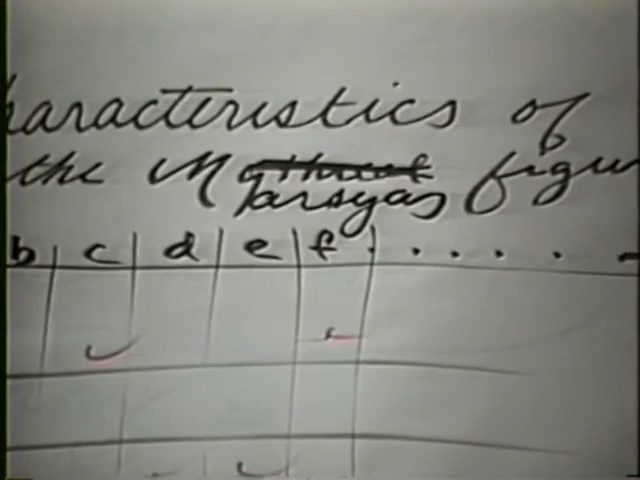 haracteristics of
the Marsyas figu
b c d e f . . . . . -